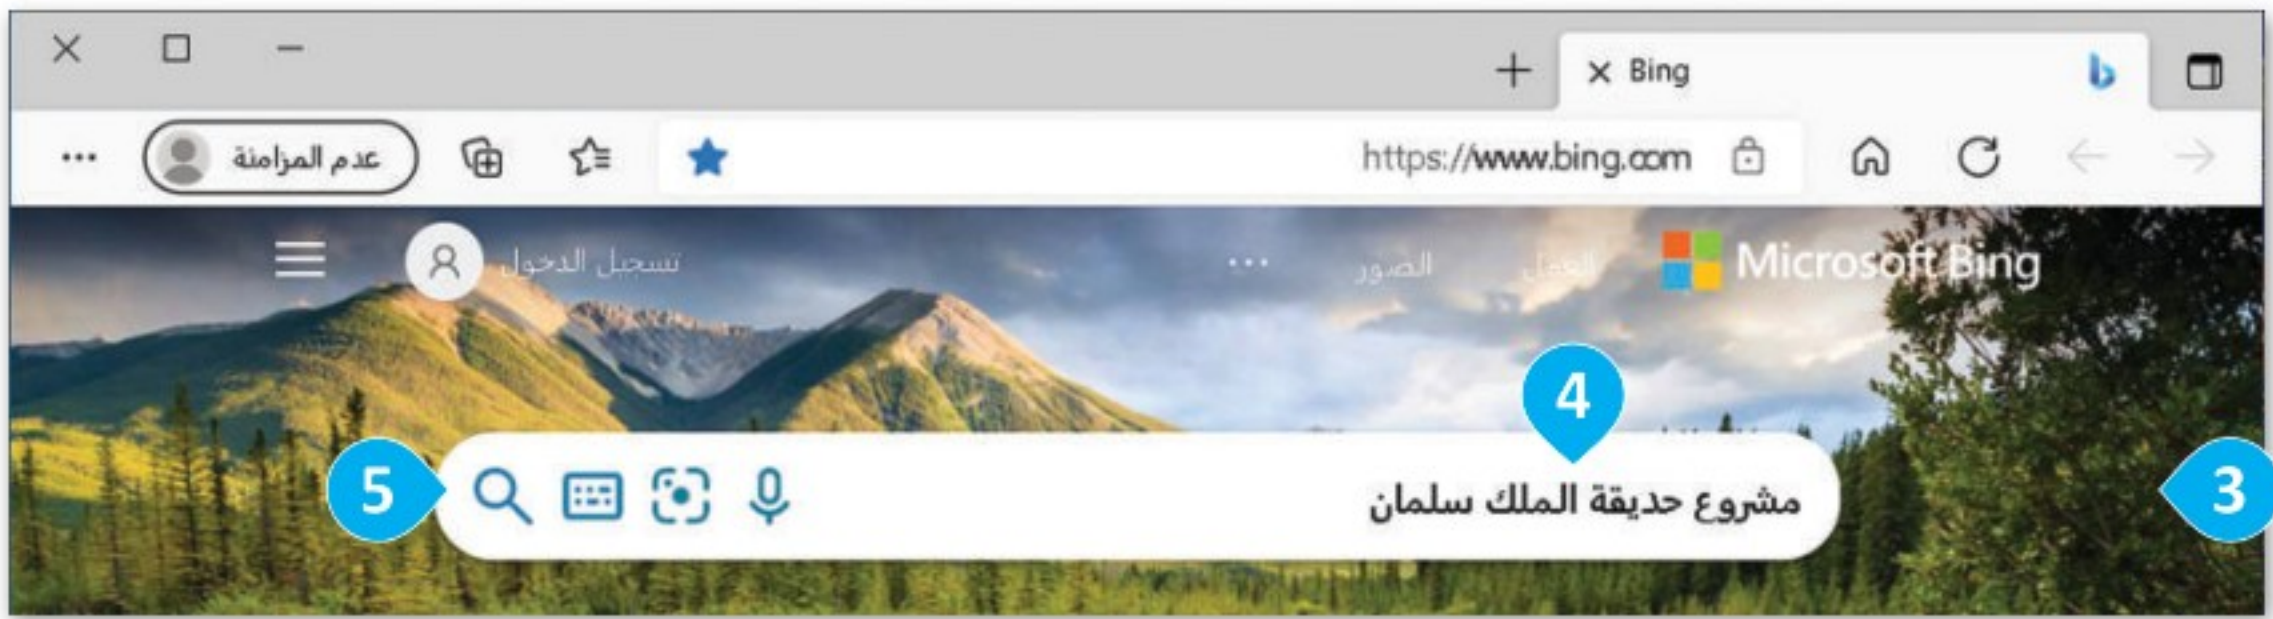 Bing
https://www.bing.com
عدم المزامنة
Microsoft Bing
العمل الصور ... تسجيل الدخول
4
3
مشروع حديقة الملك سلمان
5